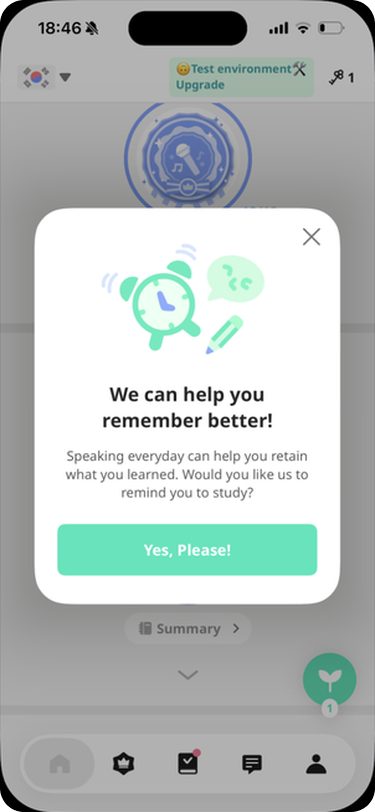 18:46
🙃Test environment🛠
Upgrade
1
We can help you
remember better!
Speaking everyday can help you retain
what you learned. Would you like us to
remind you to study?
Yes, Please!
Summary
1